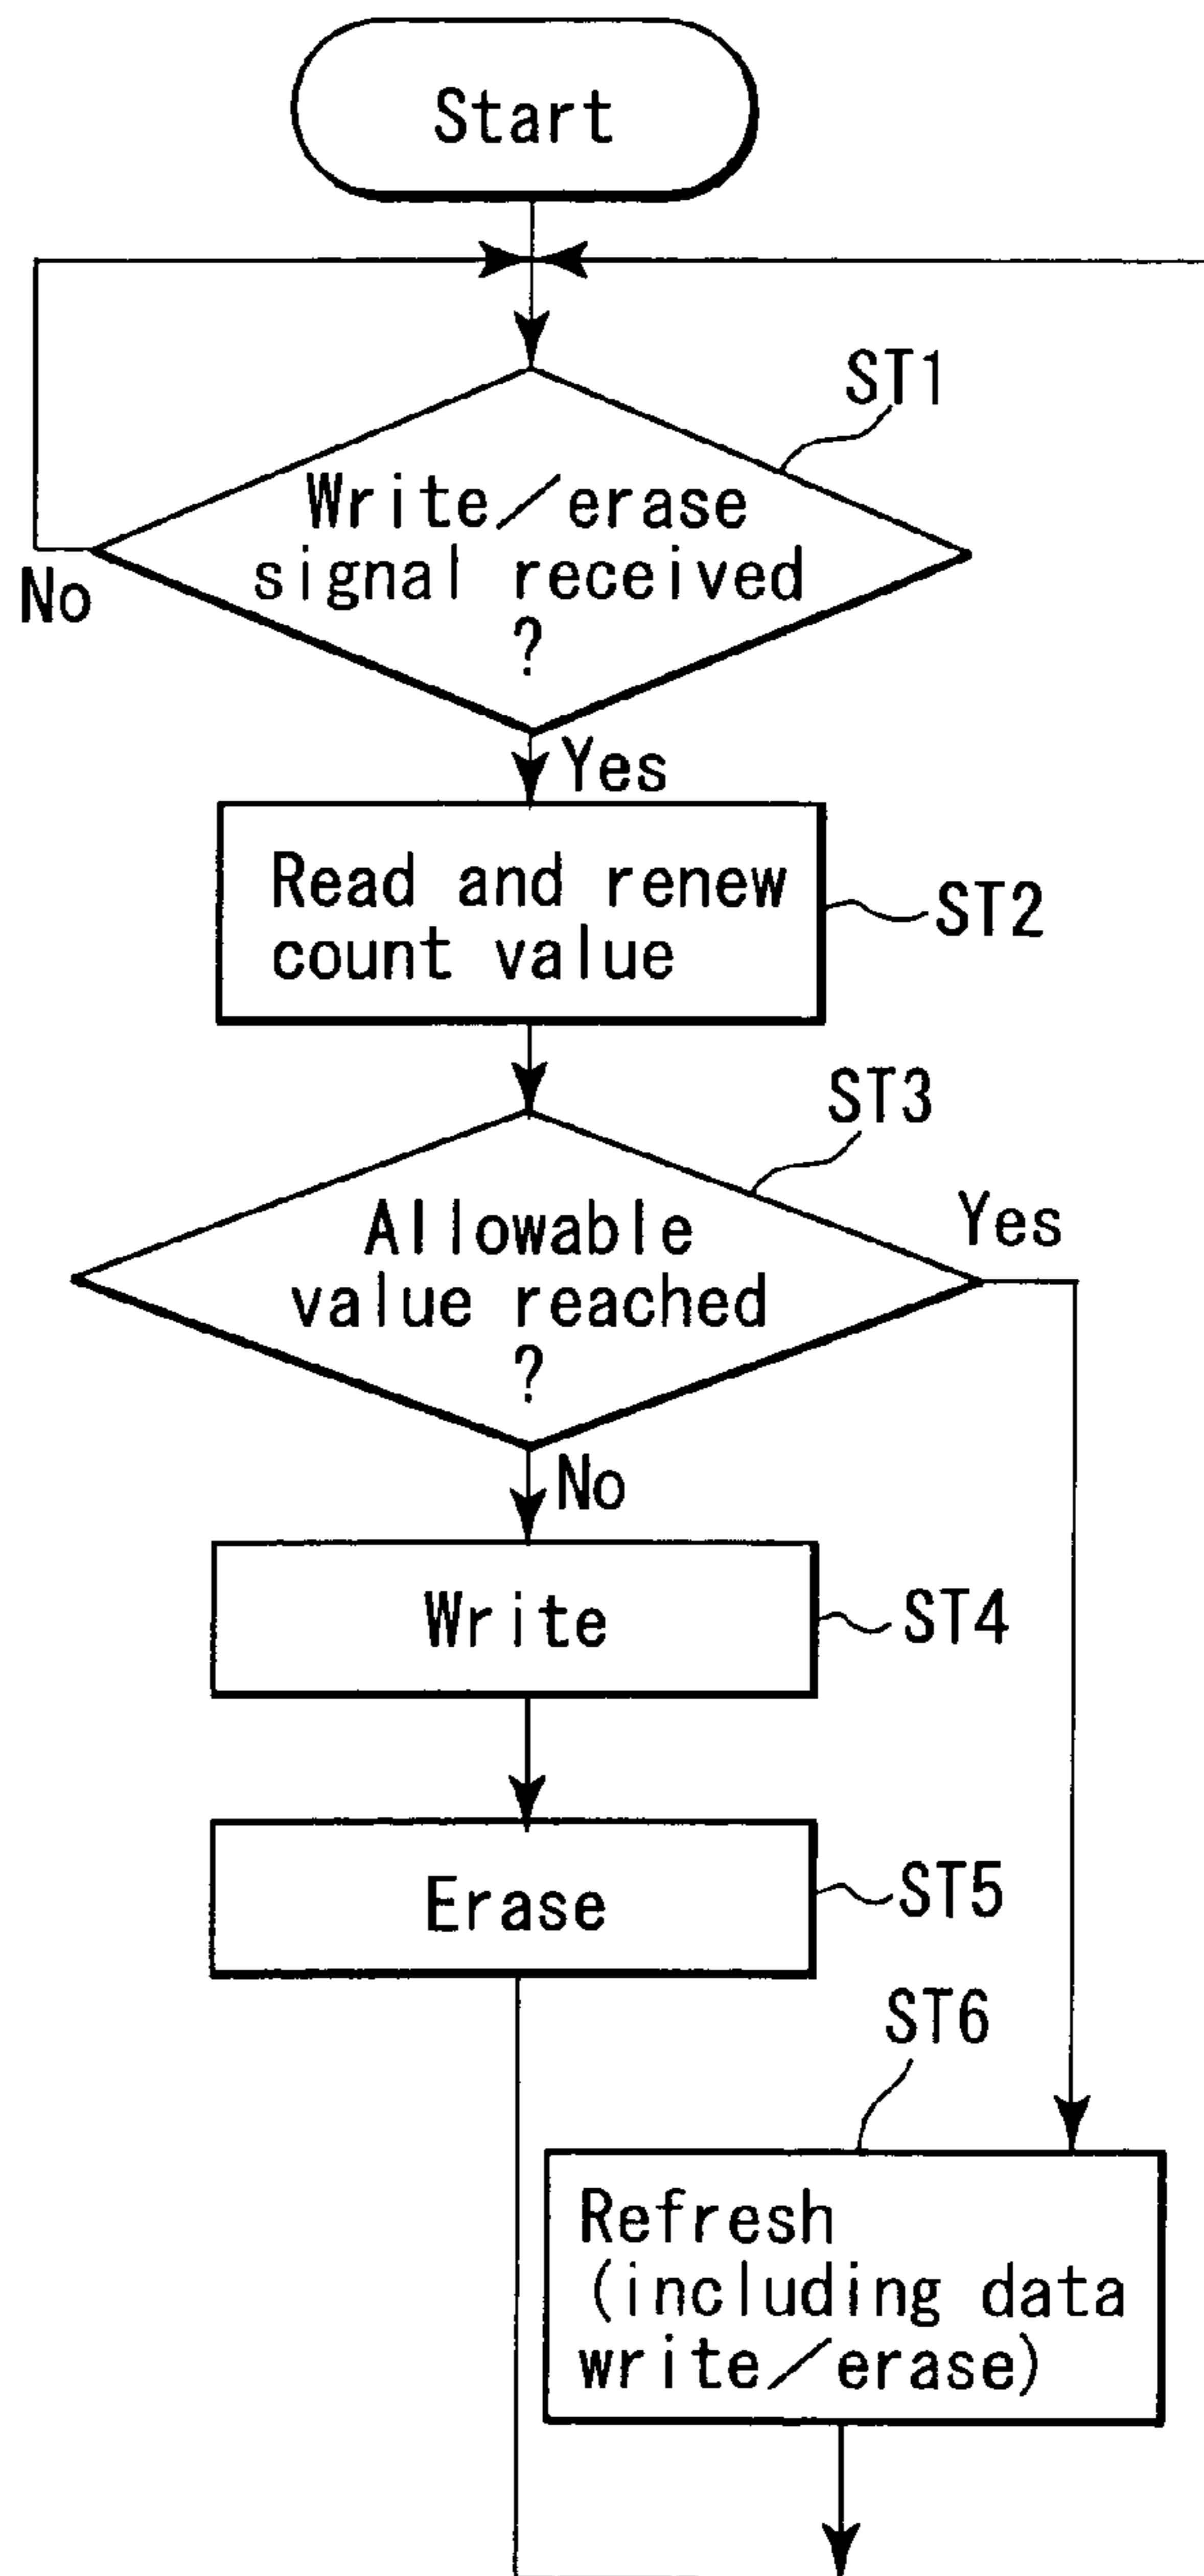 Start
ST1
Write/erase
signal received
?
No
Yes
Read and renew
count value
ST2
ST3
Allowable
value reached
?
Yes
No
Write
ST4
Erase
ST5
ST6
Refresh
(including data
write/erase)